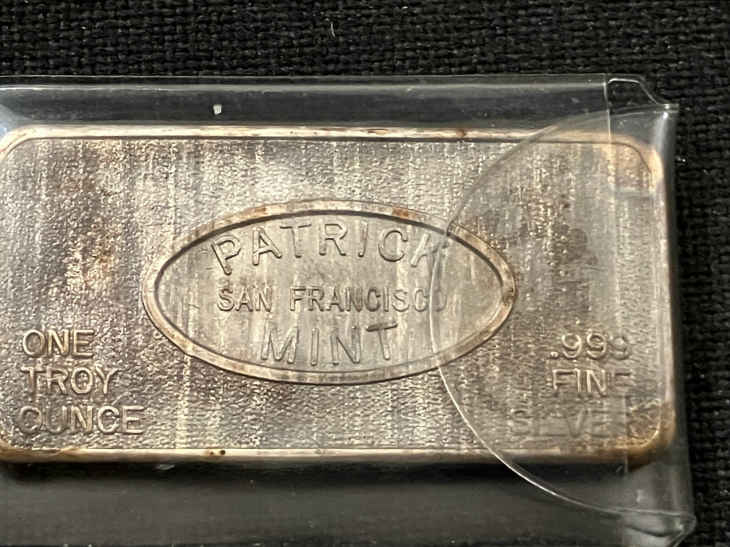 PATRICK
SAN FRANCISCO
MINT
ONE
TROY
OUNCE
.999
FINE
SILVER